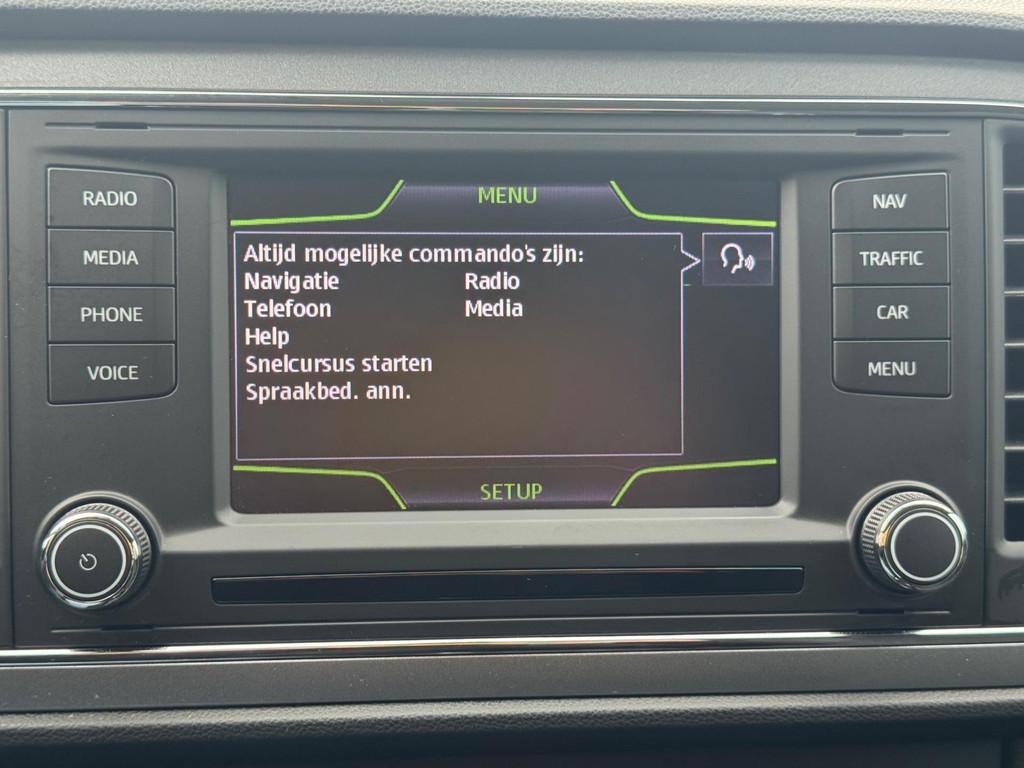 RADIO
MEDIA
PHONE
VOICE
MENU
Altijd mogelijke commando's zijn:
Navigatie Radio
Telefoon Media
Help
Snelcursus starten
Spraakbed. ann.
SETUP
NAV
TRAFFIC
CAR
MENU